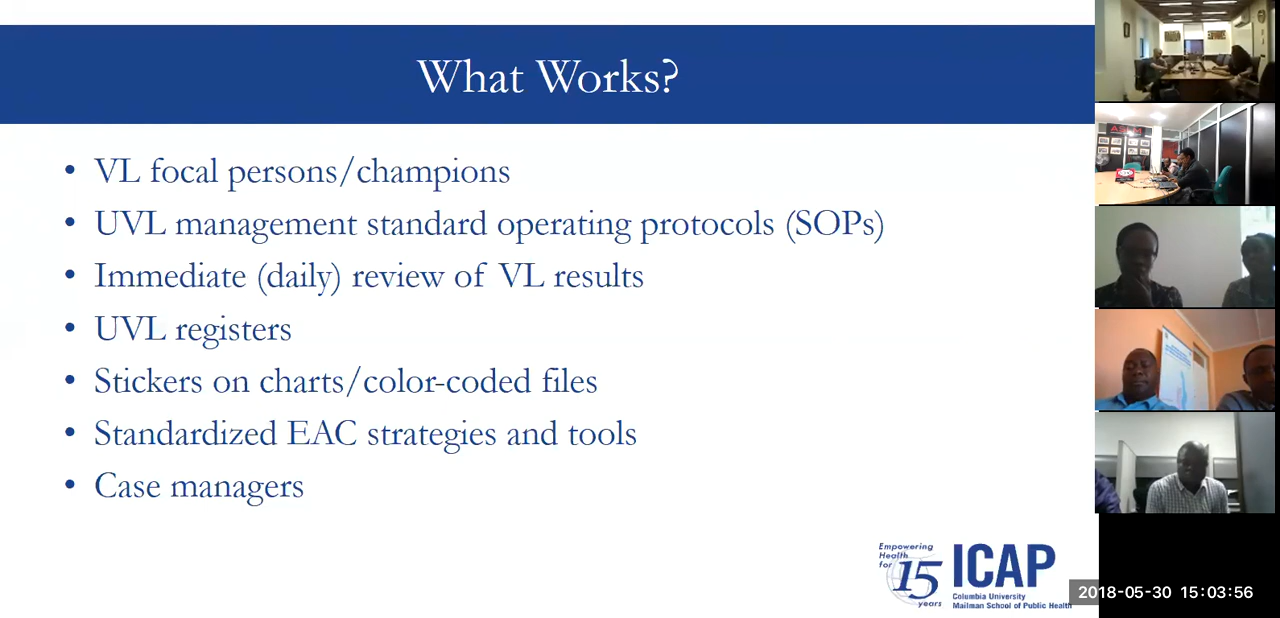 What Works?
• VL focal persons/champions
• UVL management standard operating protocols (SOPs)
• Immediate (daily) review of VL results
• UVL registers
• Stickers on charts/color-coded files
• Standardized EAC strategies and tools
• Case managers
Empowering
Health
for 15
years
ICAP
Columbia University
Mailman School of Public Health
2018-05-30 15:03:56